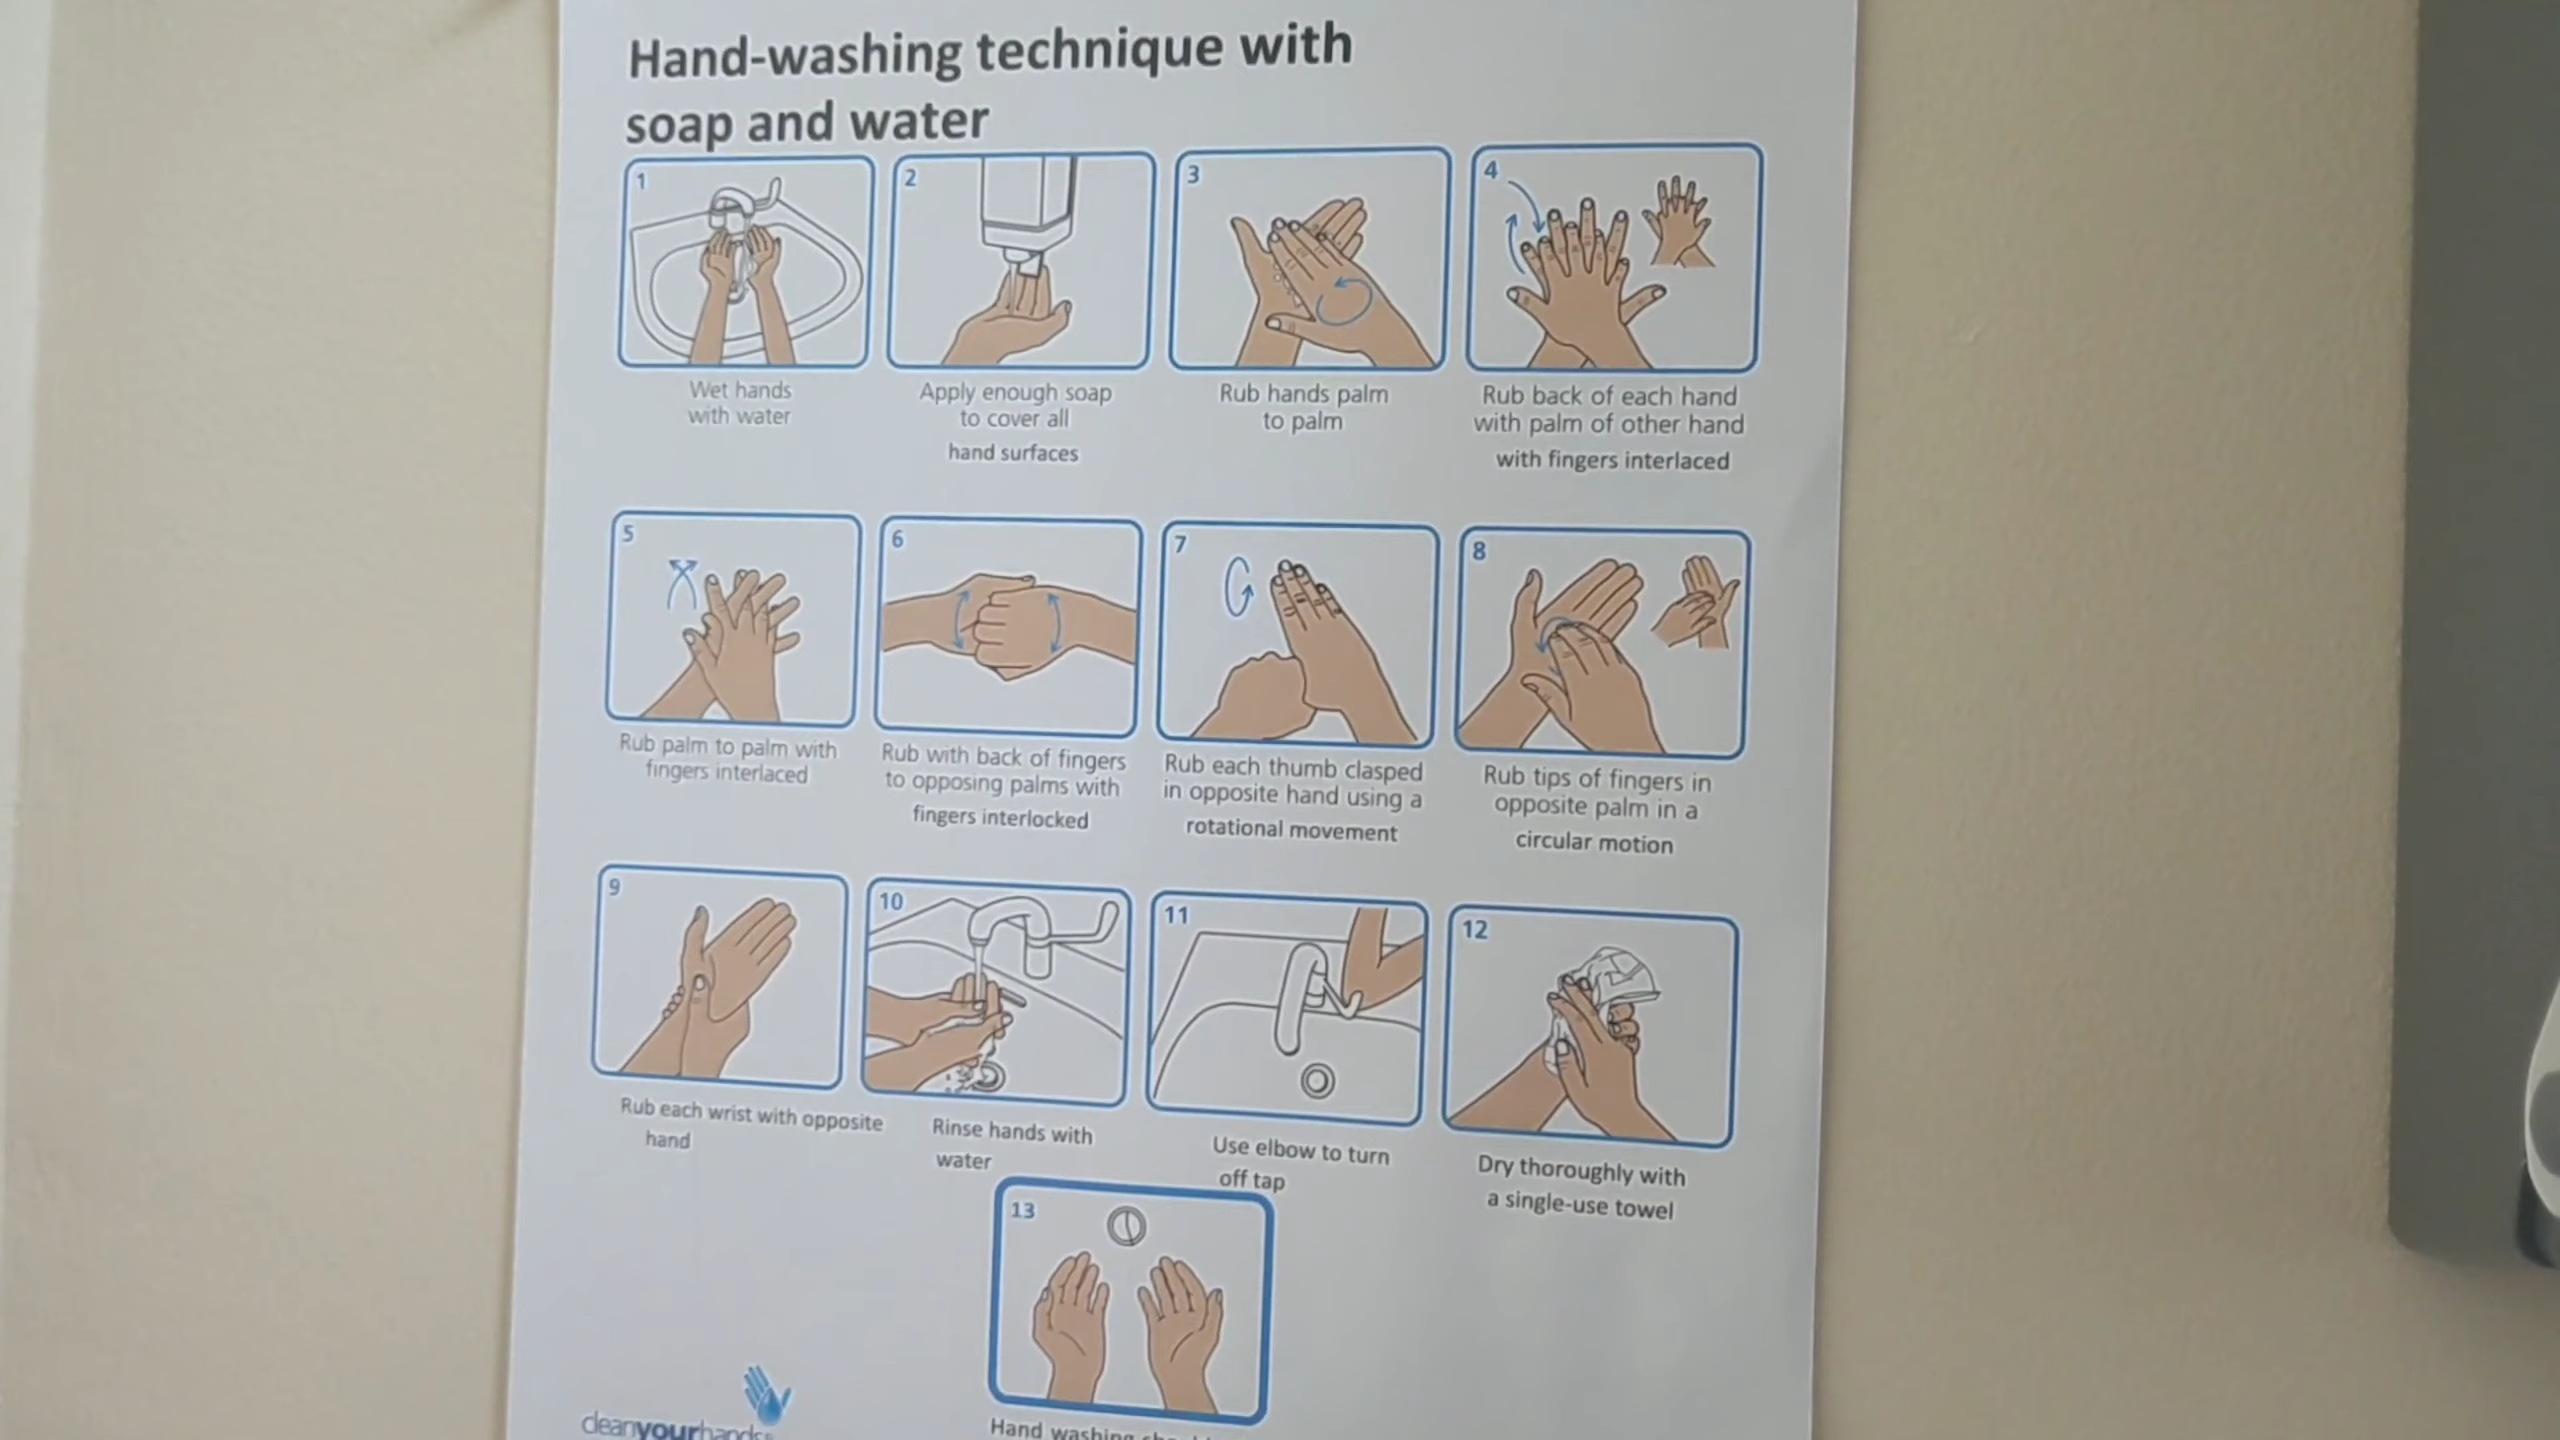 Hand-washing technique with
soap and water
1
Wet hands
with water
2
Apply enough soap
to cover all
hand surfaces
3
Rub hands palm
to palm
4
Rub back of each hand
with palm of other hand
with fingers interlaced
5
Rub palm to palm with
fingers interlaced
6
Rub with back of fingers
to opposing palms with
fingers interlocked
7
Rub each thumb clasped
in opposite hand using a
rotational movement
8
Rub tips of fingers in
opposite palm in a
circular motion
9
Rub each wrist with opposite
hand
10
Rinse hands with
water
11
Use elbow to turn
off tap
12
Dry thoroughly with
a single-use towel
13
Hand washing
cleanyourhands